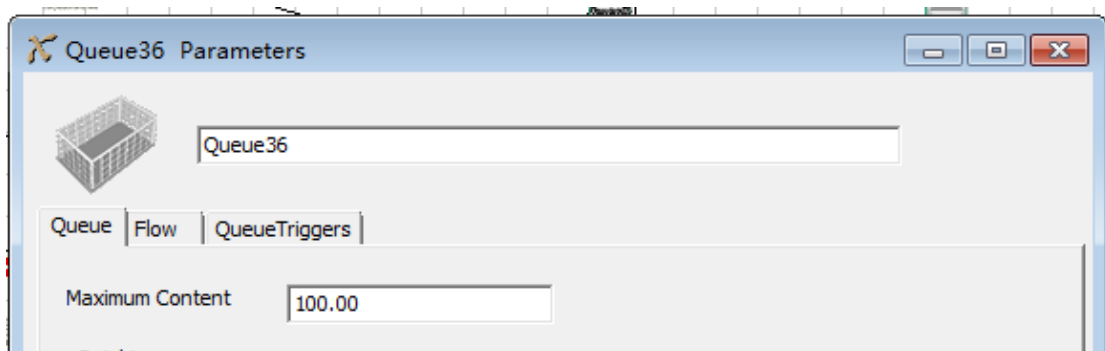 Queue36 Parameters
Queue36
Queue Flow QueueTriggers
Maximum Content 100.00